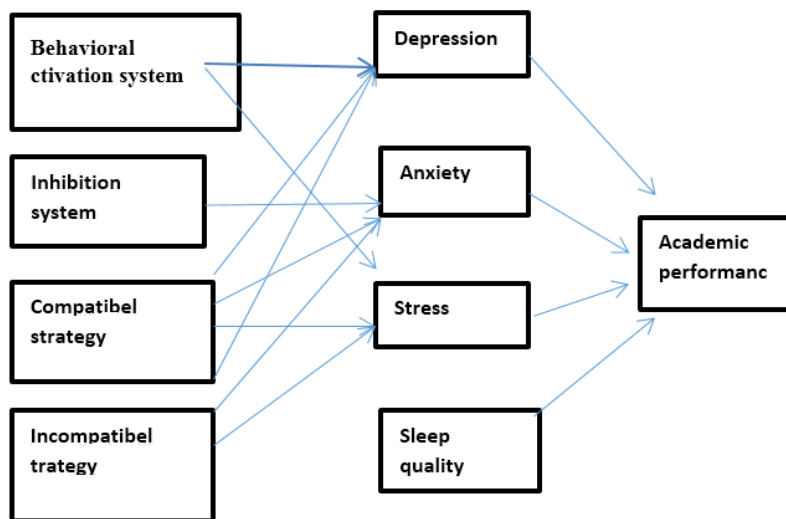 Behavioral
ctivation system
Depression
Inhibition
system
Anxiety
Academic
performanc
Compatibel
strategy
Stress
Incompatibel
trategy
Sleep
quality